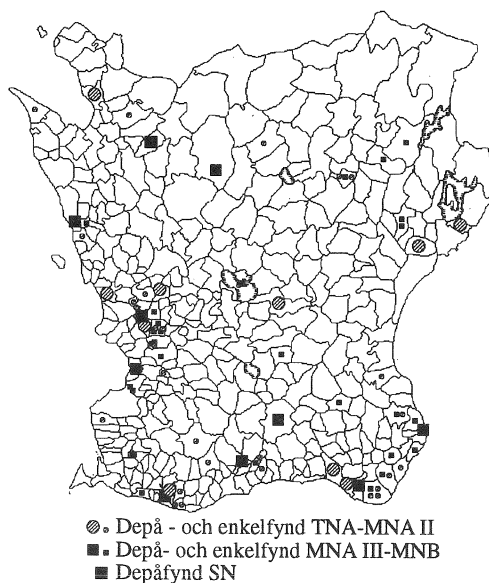 Depå - och enkelfynd TNA-MNA II
Depå- och enkelfynd MNA III-MNB
Depåfynd SN